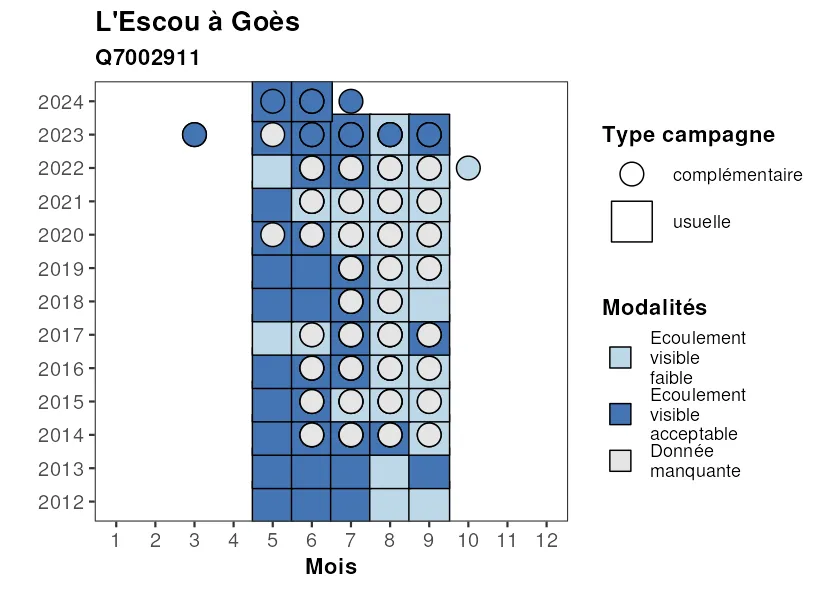 L'Escou à Goès
Q7002911
2024
2023
2022
2021
2020
2019
2018
2017
2016
2015
2014
2013
2012
1 2 3 4 5 6 7 8 9 10 11 12
Mois
Type campagne
complémentaire
usuelle
Modalités
Ecoulement
visible
faible
Ecoulement
visible
acceptable
Donnée
manquante